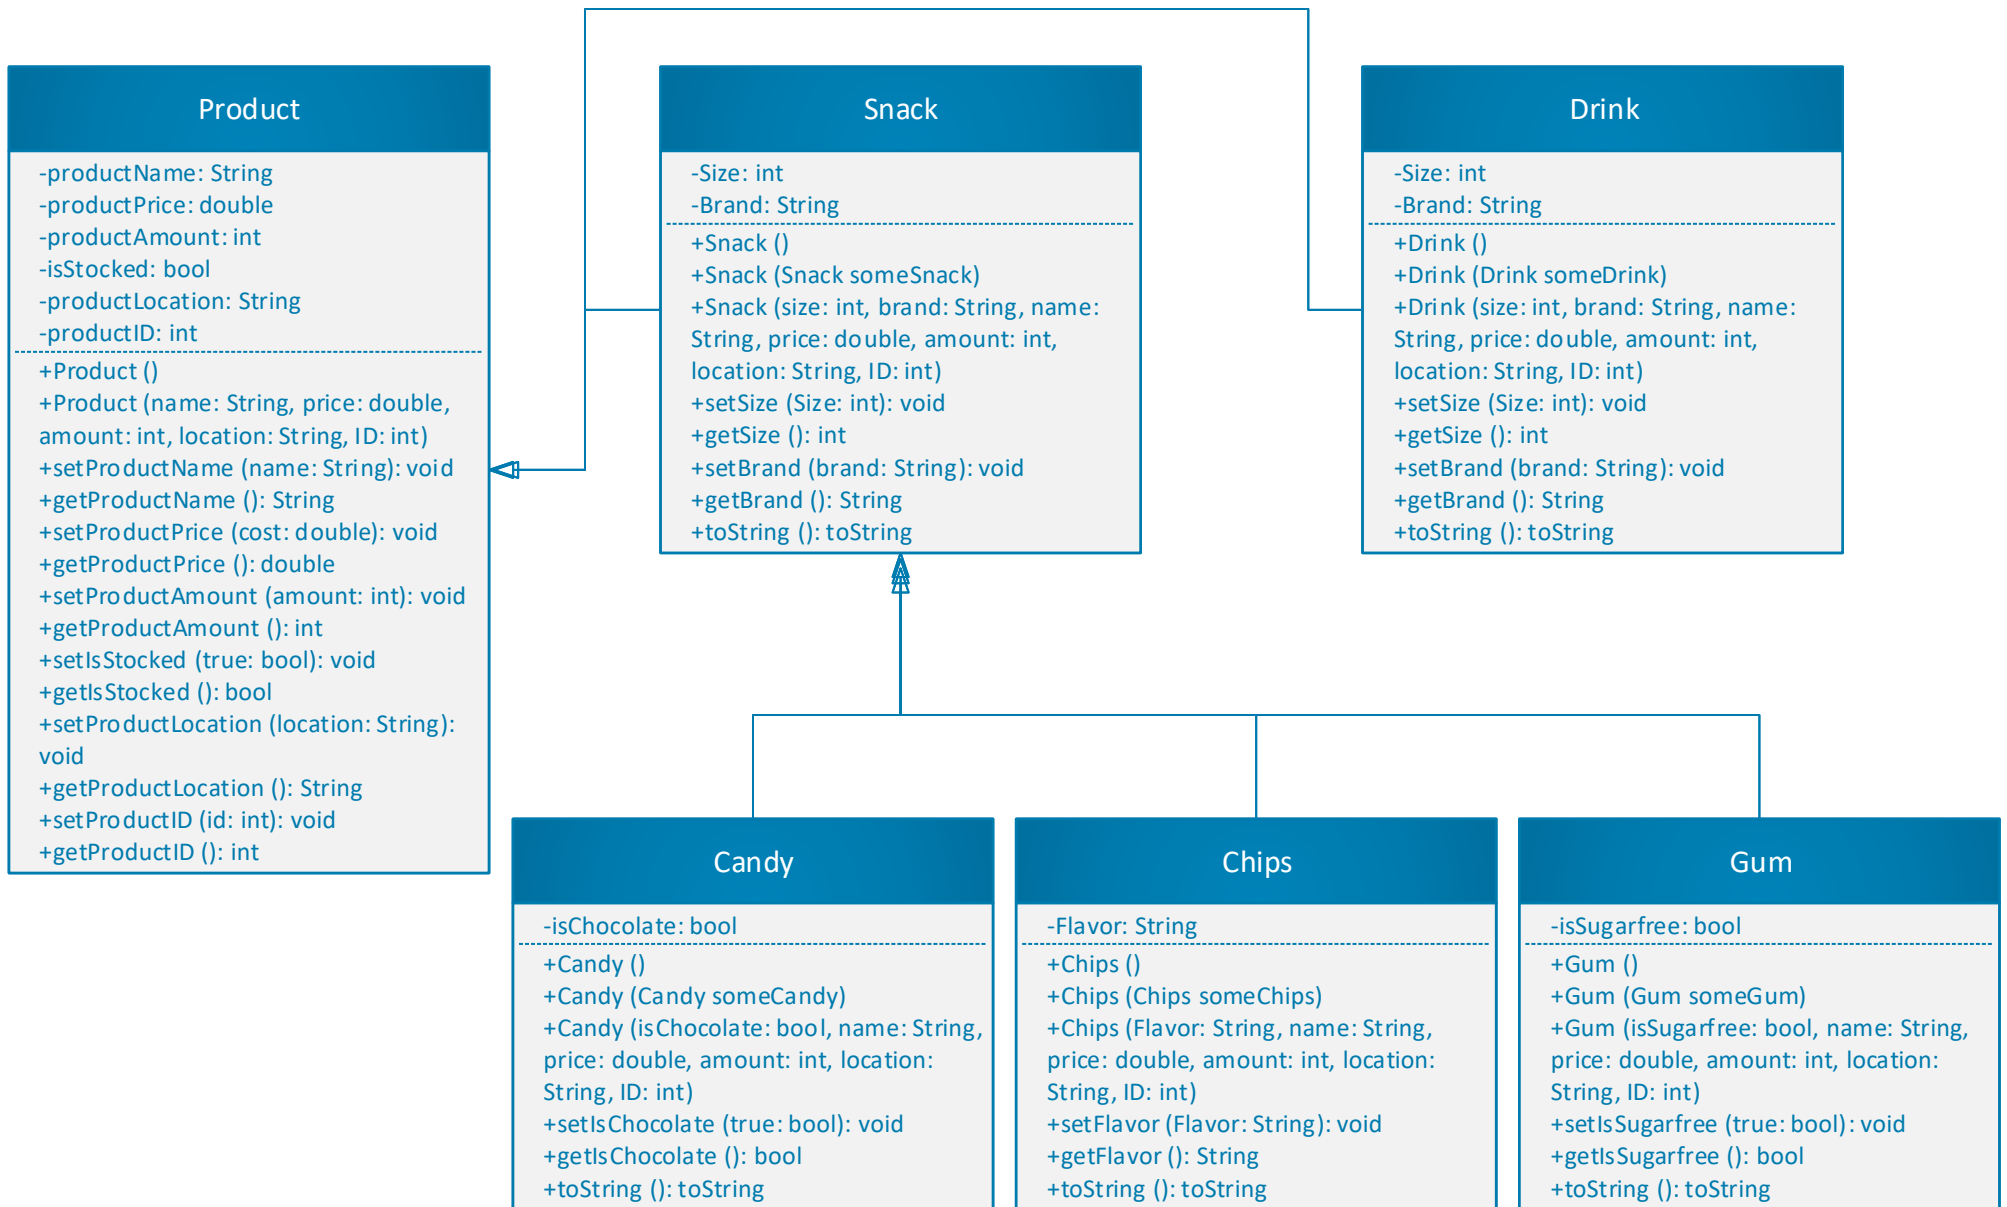 Product
-productName: String
-productPrice: double
-productAmount: int
-isStocked: bool
-productLocation: String
-productID: int
+Product ()
+Product (name: String, price: double,
amount: int, location: String, ID: int)
+setProductName (name: String): void
+getProductName (): String
+setProductPrice (cost: double): void
+getProductPrice (): double
+setProductAmount (amount: int): void
+getProductAmount (): int
+setIsStocked (true: bool): void
+getIsStocked (): bool
+setProductLocation (location: String):
void
+getProductLocation (): String
+setProductID (id: int): void
+getProductID (): int
Snack
-Size: int
-Brand: String
+Snack ()
+Snack (Snack someSnack)
+Snack (size: int, brand: String, name:
String, price: double, amount: int,
location: String, ID: int)
+setSize (Size: int): void
+getSize (): int
+setBrand (brand: String): void
+getBrand (): String
+toString (): toString
Drink
-Size: int
-Brand: String
+Drink ()
+Drink (Drink someDrink)
+Drink (size: int, brand: String, name:
String, price: double, amount: int,
location: String, ID: int)
+setSize (Size: int): void
+getSize (): int
+setBrand (brand: String): void
+getBrand (): String
+toString (): toString
Candy
-isChocolate: bool
+Candy ()
+Candy (Candy someCandy)
+Candy (isChocolate: bool, name: String,
price: double, amount: int, location:
String, ID: int)
+setIsChocolate (true: bool): void
+getIsChocolate (): bool
+toString (): toString
Chips
-Flavor: String
+Chips ()
+Chips (Chips someChips)
+Chips (Flavor: String, name: String,
price: double, amount: int, location:
String, ID: int)
+setFlavor (Flavor: String): void
+getFlavor (): String
+toString (): toString
Gum
-isSugarfree: bool
+Gum ()
+Gum (Gum someGum)
+Gum (isSugarfree: bool, name: String,
price: double, amount: int, location:
String, ID: int)
+setIsSugarfree (true: bool): void
+getIsSugarfree (): bool
+toString (): toString